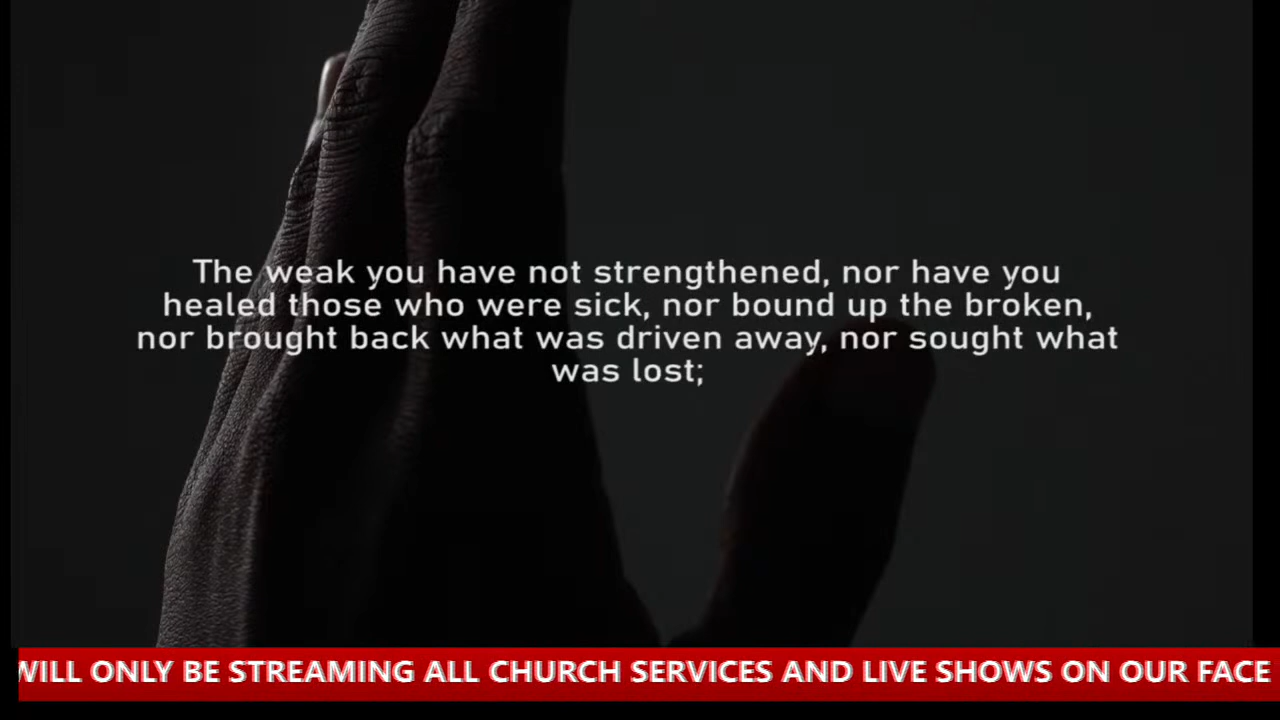 The weak you have not strengthened, nor have you
healed those who were sick, nor bound up the broken,
nor brought back what was driven away, nor sought what
was lost;
WILL ONLY BE STREAMING ALL CHURCH SERVICES AND LIVE SHOWS ON OUR FACE